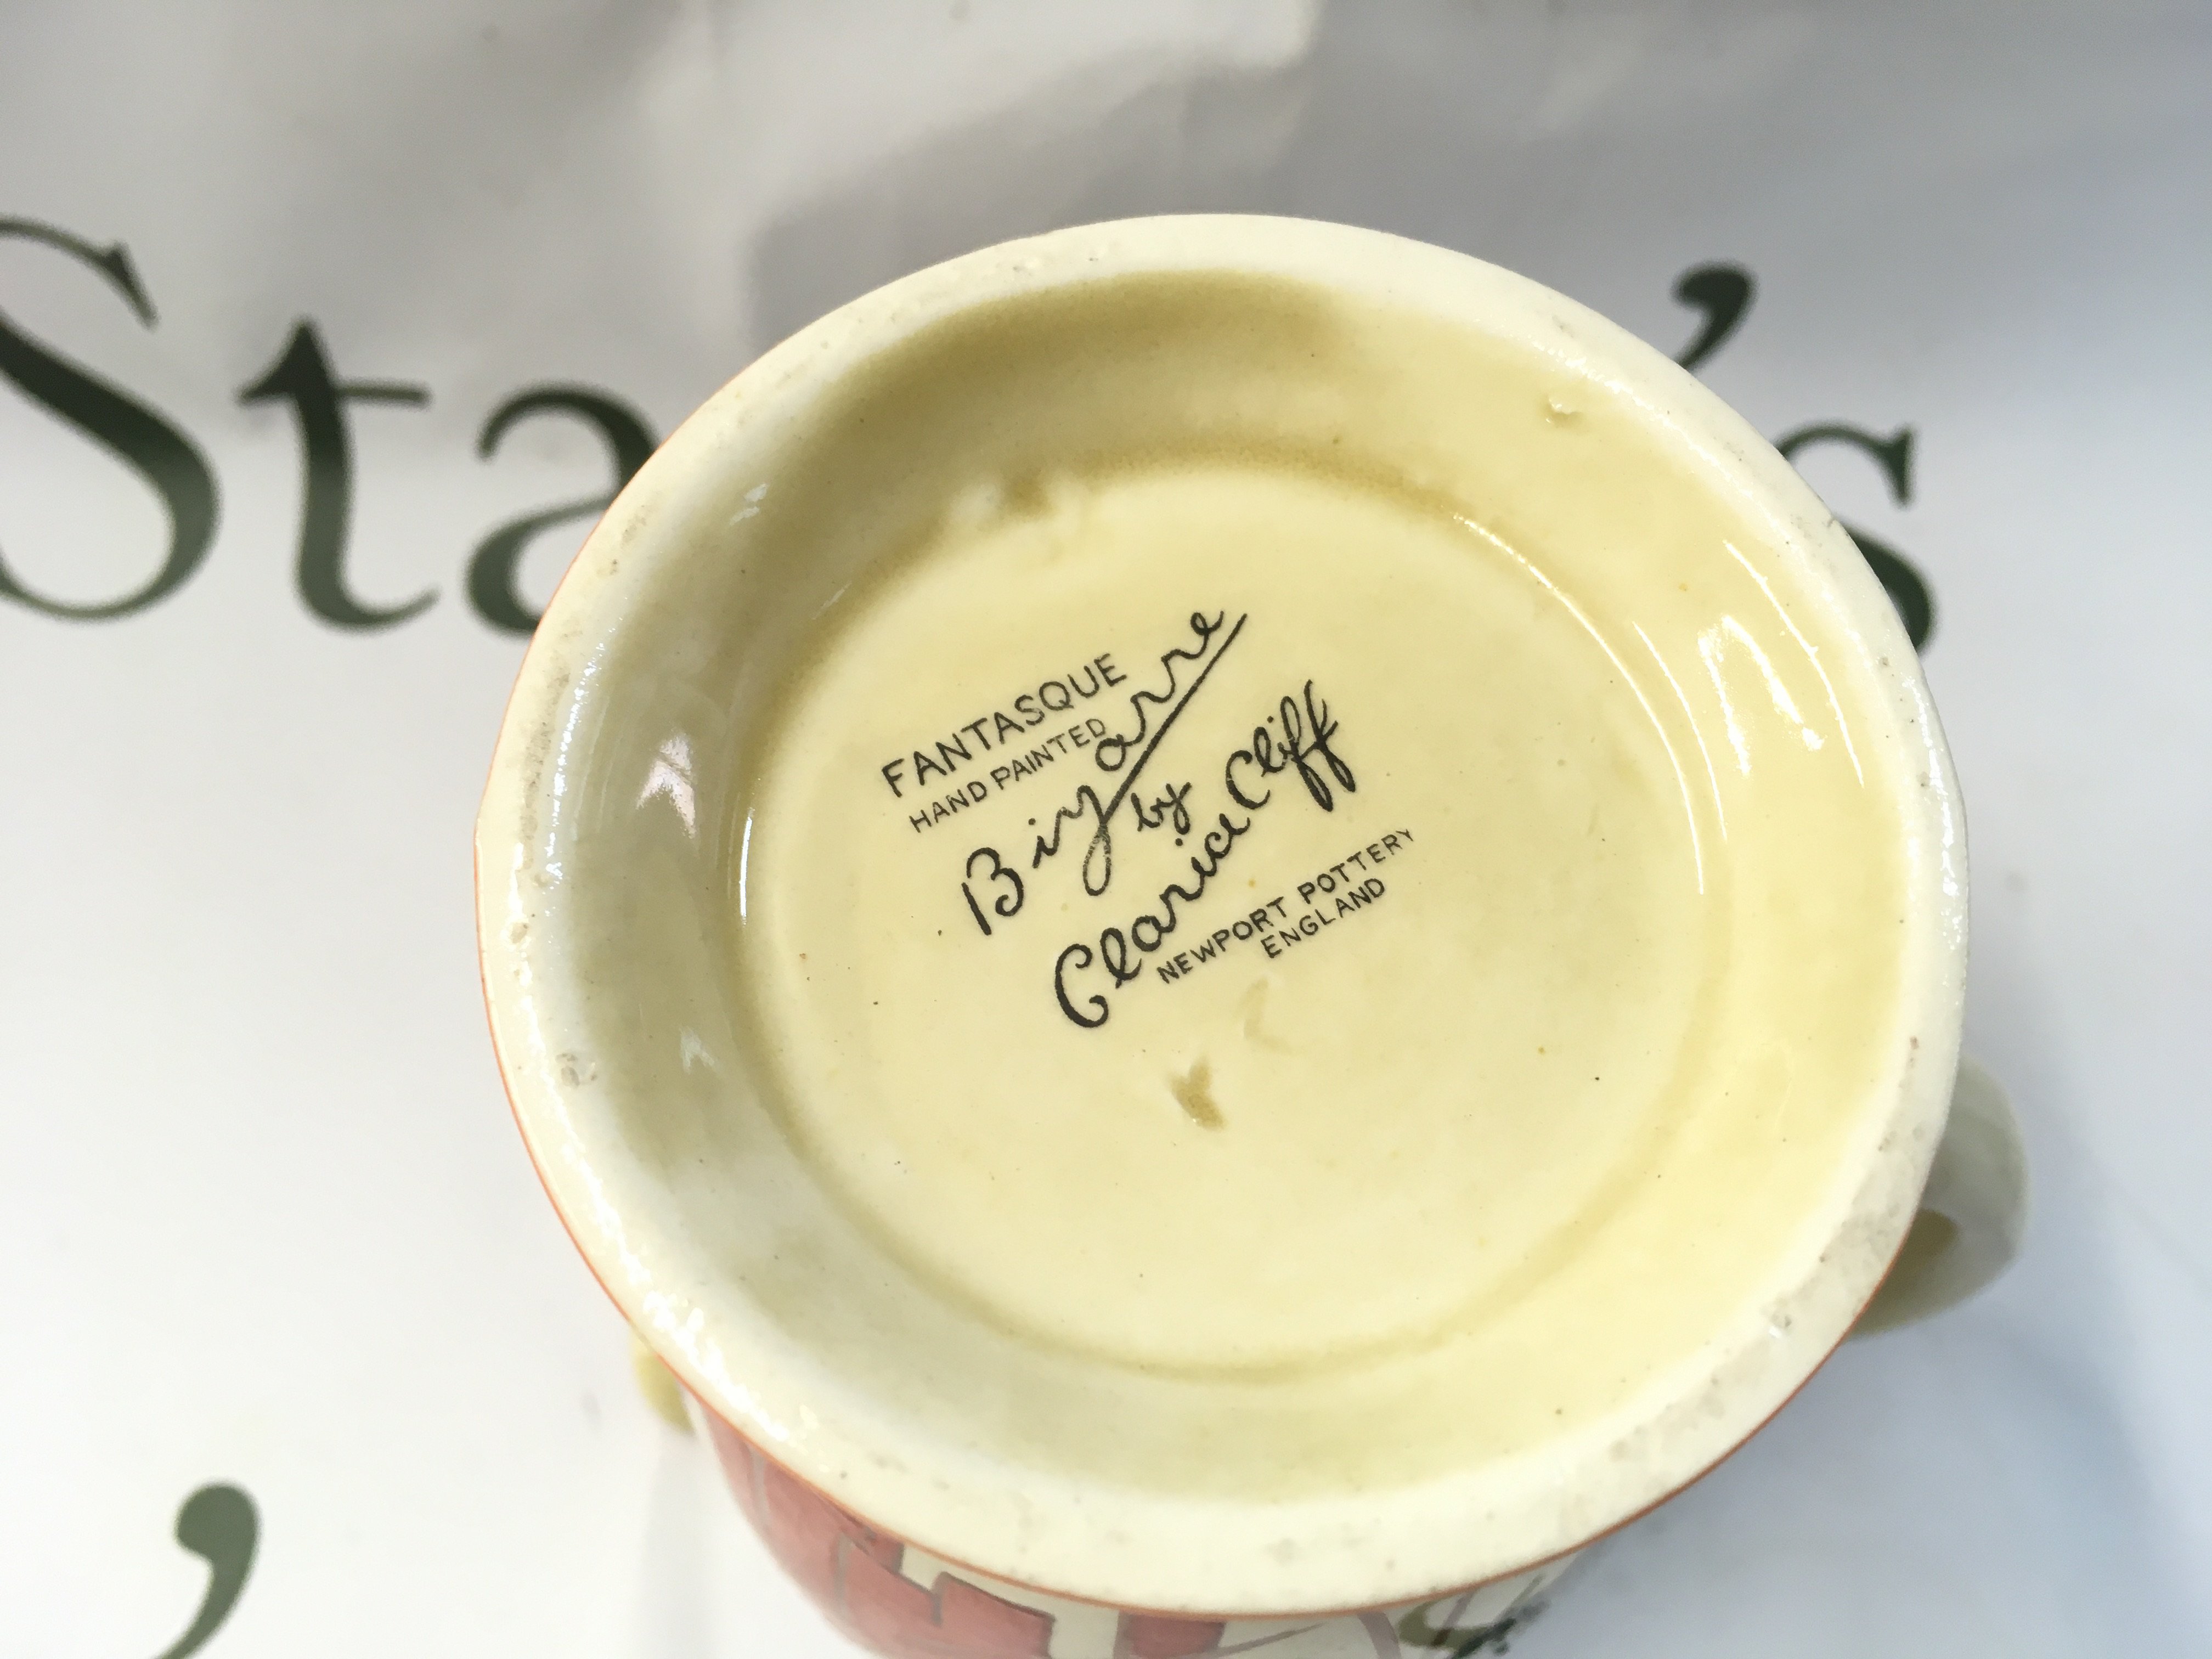 Sta 's
FANTASQUE
HAND PAINTED
Bizarre
by
Clarice Cliff
NEWPORT POTTERY
ENGLAND
,